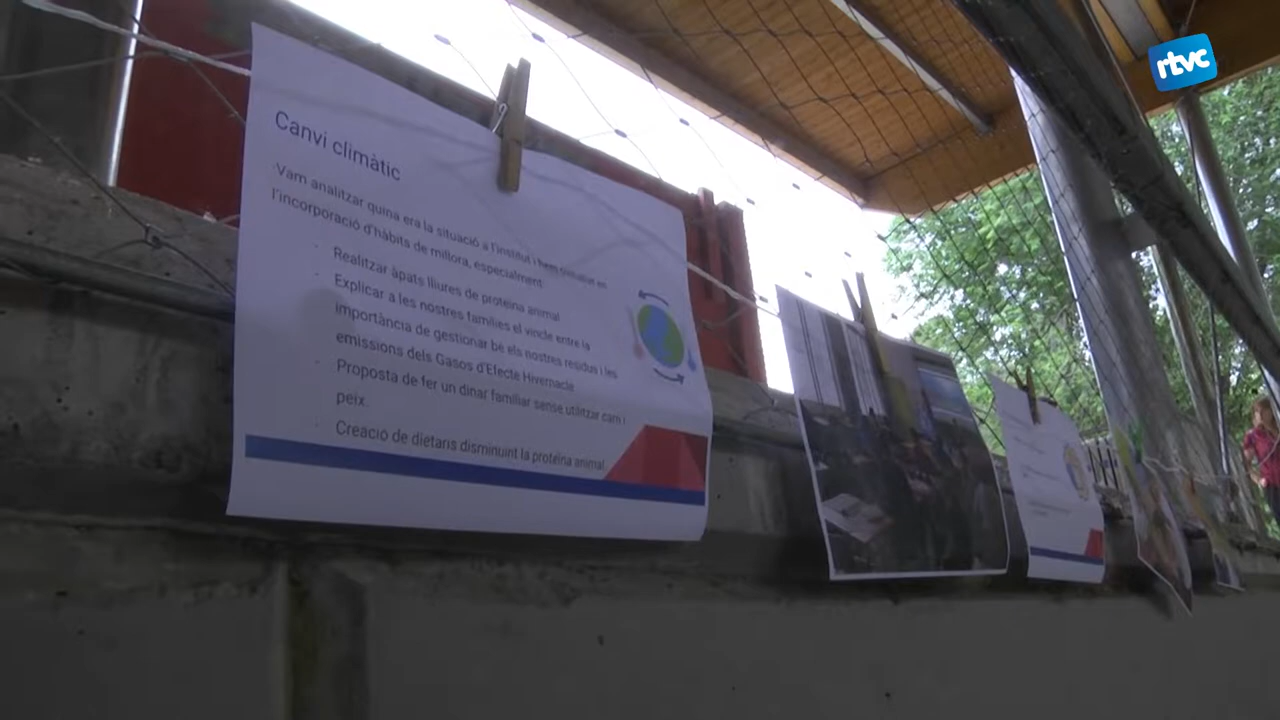 rtvc
Canvi climàtic
·Vam analitzar quina era la situació a l'institut i hem treballat en
l'incorporació d'hàbits de millora, especialment:
· Realitzar àpats lliures de proteïna animal
· Explicar a les nostres famílies el vincle entre la
importància de gestionar bé els nostres residus i les
emissions dels Gasos d'Efecte Hivernacle
· Proposta de fer un dinar familiar sense utilitzar carn i
peix.
· Creació de dietaris disminuint la proteïna animal.